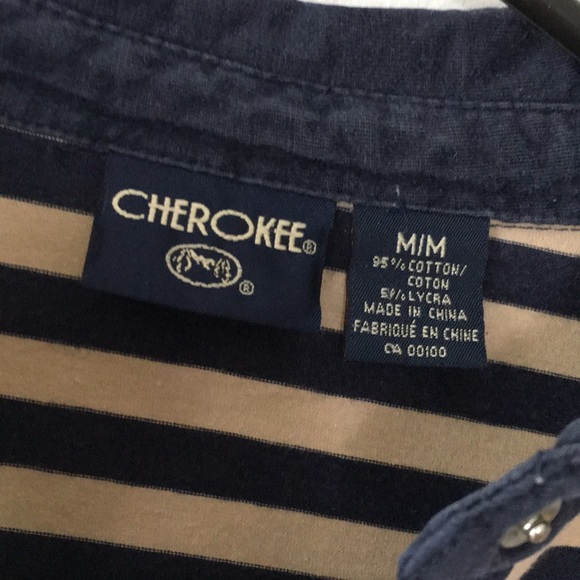 CHEROKEE®
®
M/M
95% COTTON/
COTON
5% LYCRA
MADE IN CHINA
FABRIQUÉ EN CHINE
CA 00100